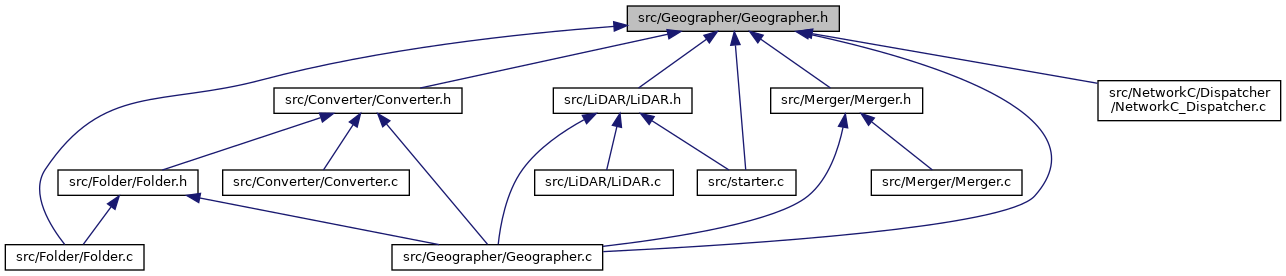 src/Geographer/Geographer.h
src/NetworkC/Dispatcher
/NetworkC_Dispatcher.c
src/Converter/Converter.h
src/LiDAR/LiDAR.h
src/Merger/Merger.h
src/Folder/Folder.h
src/Converter/Converter.c
src/LiDAR/LiDAR.c
src/starter.c
src/Merger/Merger.c
src/Folder/Folder.c
src/Geographer/Geographer.c